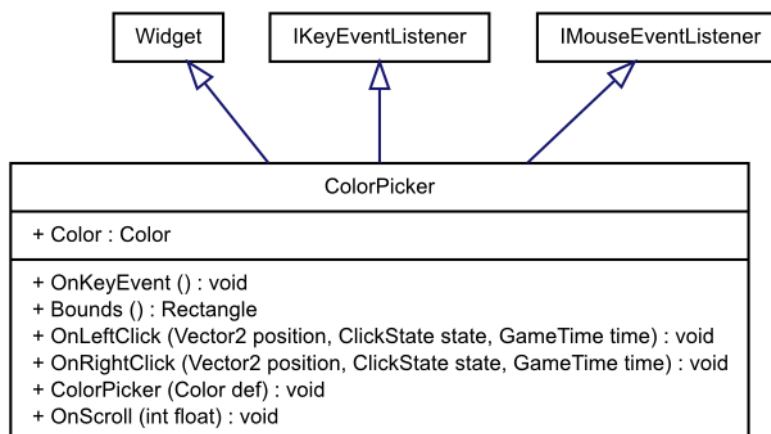 Widget
IKeyEventListener
IMouseEventListener
ColorPicker
+ Color : Color
+ OnKeyEvent () : void
+ Bounds () : Rectangle
+ OnLeftClick (Vector2 position, ClickState state, GameTime time) : void
+ OnRightClick (Vector2 position, ClickState state, GameTime time) : void
+ ColorPicker (Color def) : void
+ OnScroll (int float) : void